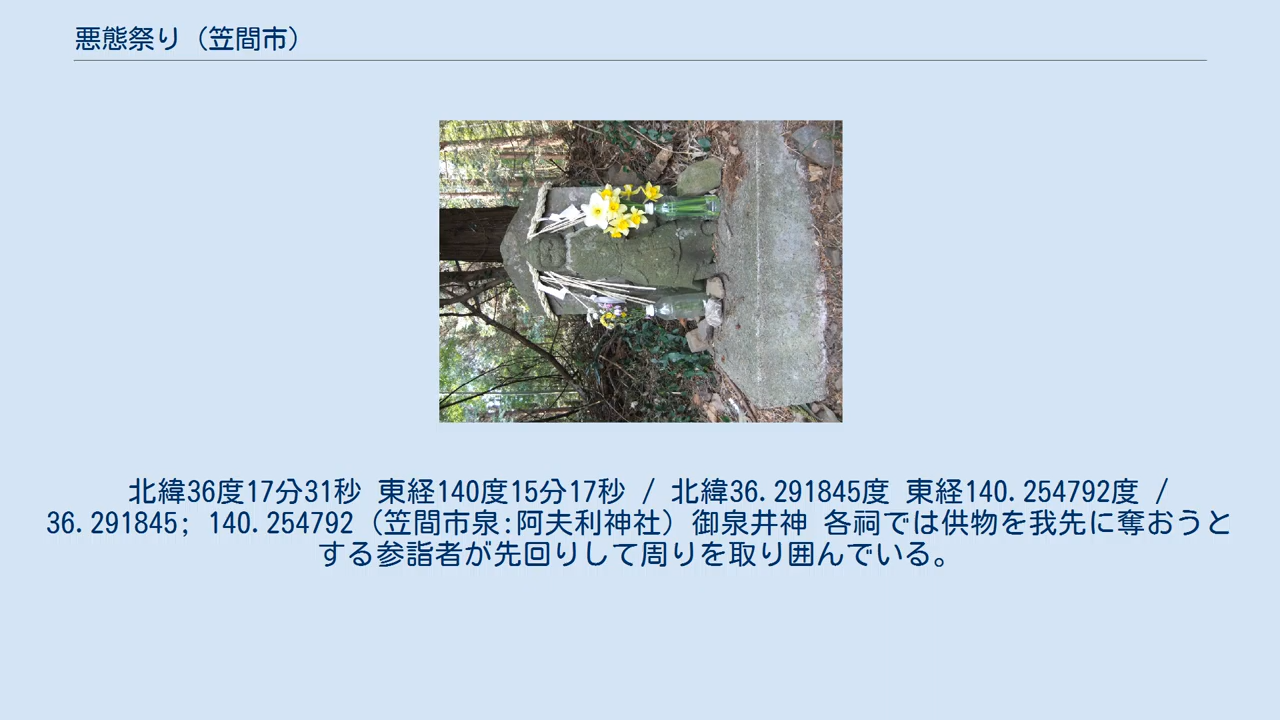 悪態祭り（笠間市）
北緯36度17分31秒 東経140度15分17秒 / 北緯36.291845度 東経140.254792度 /
36.291845; 140.254792（笠間市泉:阿夫利神社）御泉井神 各祠では供物を我先に奪おうと
する参詣者が先回りして周りを取り囲んでいる。